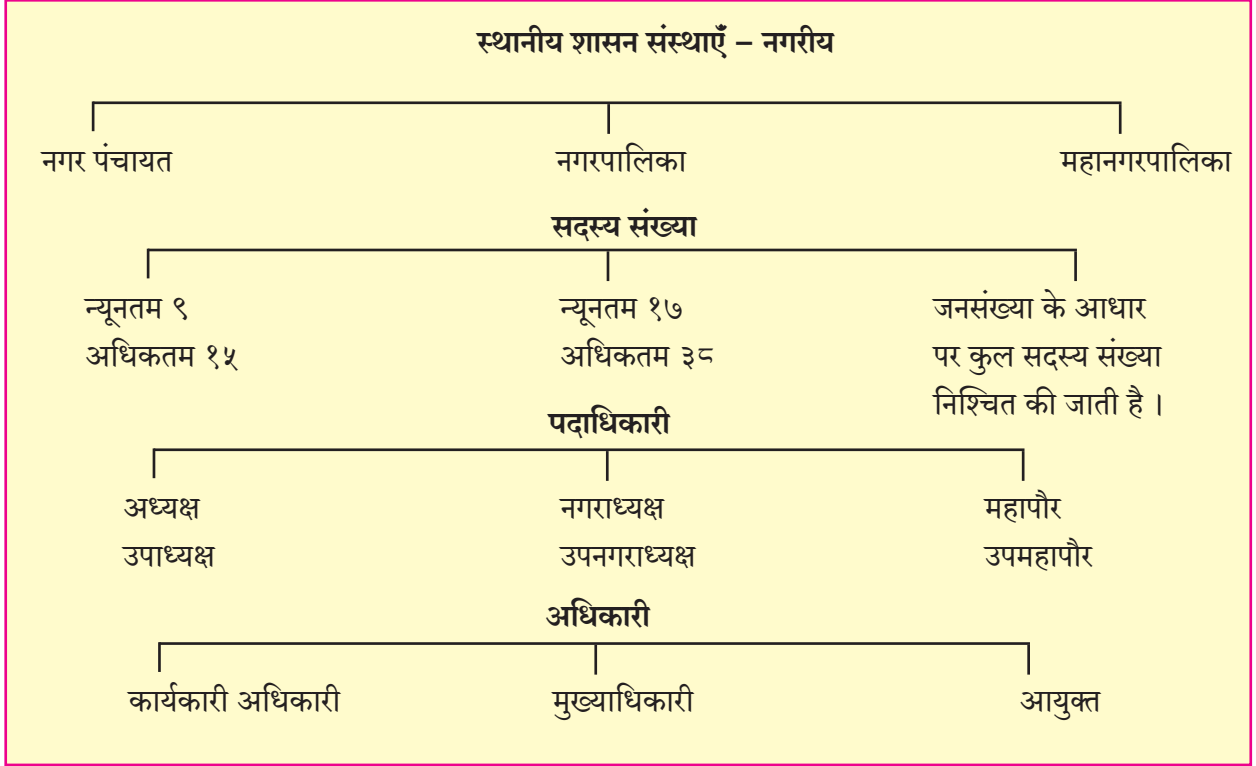 स्थानीय शासन संस्थाएँ – नगरीय
नगर पंचायत नगरपालिका महानगरपालिका
सदस्य संख्या
न्यूनतम ९ न्यूनतम १७ जनसंख्या के आधार
अधिकतम १५ अधिकतम ३८ पर कुल सदस्य संख्या
निश्चित की जाती है ।
पदाधिकारी
अध्यक्ष नगराध्यक्ष महापौर
उपाध्यक्ष उपनगराध्यक्ष उपमहापौर
अधिकारी
कार्यकारी अधिकारी मुख्याधिकारी आयुक्त